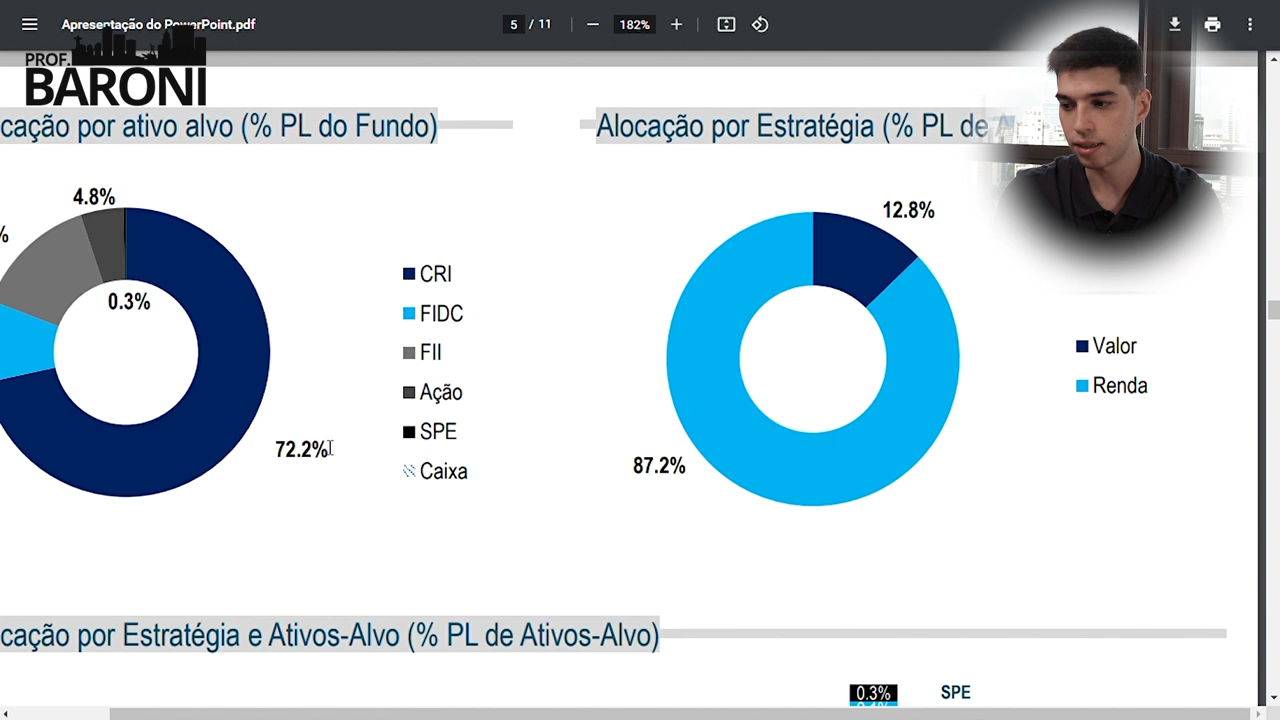 Apresentação do PowerPoint.pdf
5 / 11
182%
PROF.
BARONI
cação por ativo alvo (% PL do Fundo)
4.8%
%
0.3%
72.2%
CRI
FIDC
FII
Ação
SPE
Caixa
Alocação por Estratégia (% PL de
12.8%
87.2%
Valor
Renda
cação por Estratégia e Ativos-Alvo (% PL de Ativos-Alvo)
0.3%
SPE